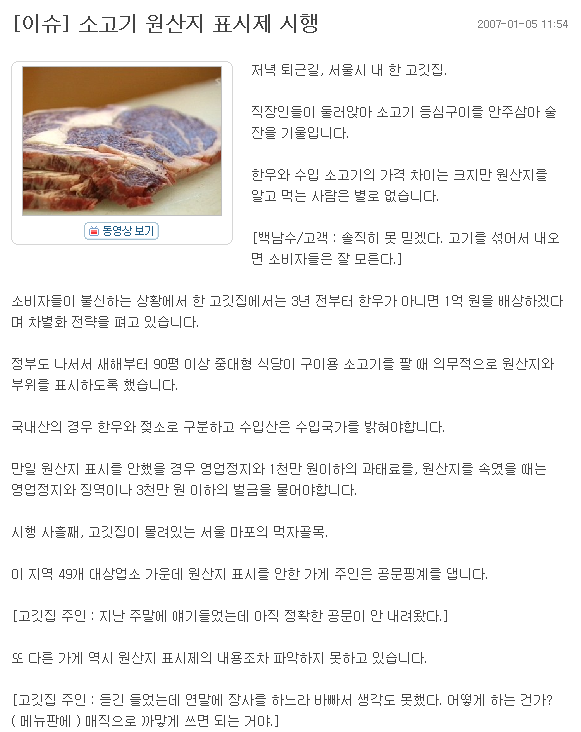 [이슈] 소고기 원산지 표시제 시행
2007-01-05 11:54
저녁 퇴근길, 서울시 내 한 고깃집.
직장인들이 둘러앉아 소고기 등심구이를 안주삼아 술
잔을 기울입니다.
한우와 수입 소고기의 가격 차이는 크지만 원산지를
알고 먹는 사람은 별로 없습니다.
동영상 보기
[백남수/고객 : 솔직히 못 믿겠다. 고기를 섞어서 내오
면 소비자들은 잘 모른다.]
소비자들이 불신하는 상황에서 한 고깃집에서는 3년 전부터 한우가 아니면 1억 원을 배상하겠다
며 차별화 전략을 펴고 있습니다.
정부도 나서서 새해부터 90평 이상 중대형 식당이 구이용 소고기를 팔 때 의무적으로 원산지와
부위를 표시하도록 했습니다.
국내산의 경우 한우와 젖소로 구분하고 수입산은 수입국가를 밝혀야합니다.
만일 원산지 표시를 안했을 경우 영업정지와 1천만 원이하의 과태료를, 원산지를 속였을 때는
영업정지와 징역이나 3천만 원 이하의 벌금을 물어야합니다.
시행 사흘째, 고깃집이 몰려있는 서울 마포의 먹자골목.
이 지역 49개 대상업소 가운데 원산지 표시를 안한 가게 주인은 공문핑계를 댑니다.
[고깃집 주인 : 지난 주말에 얘기들었는데 아직 정확한 공문이 안 내려왔다.]
또 다른 가게 역시 원산지 표시제의 내용조차 파악하지 못하고 있습니다.
[고깃집 주인 : 듣긴 들었는데 연말에 장사를 하느라 바빠서 생각도 못했다. 어떻게 하는 건가?
( 메뉴판에 ) 매직으로 까맣게 쓰면 되는 거야.]